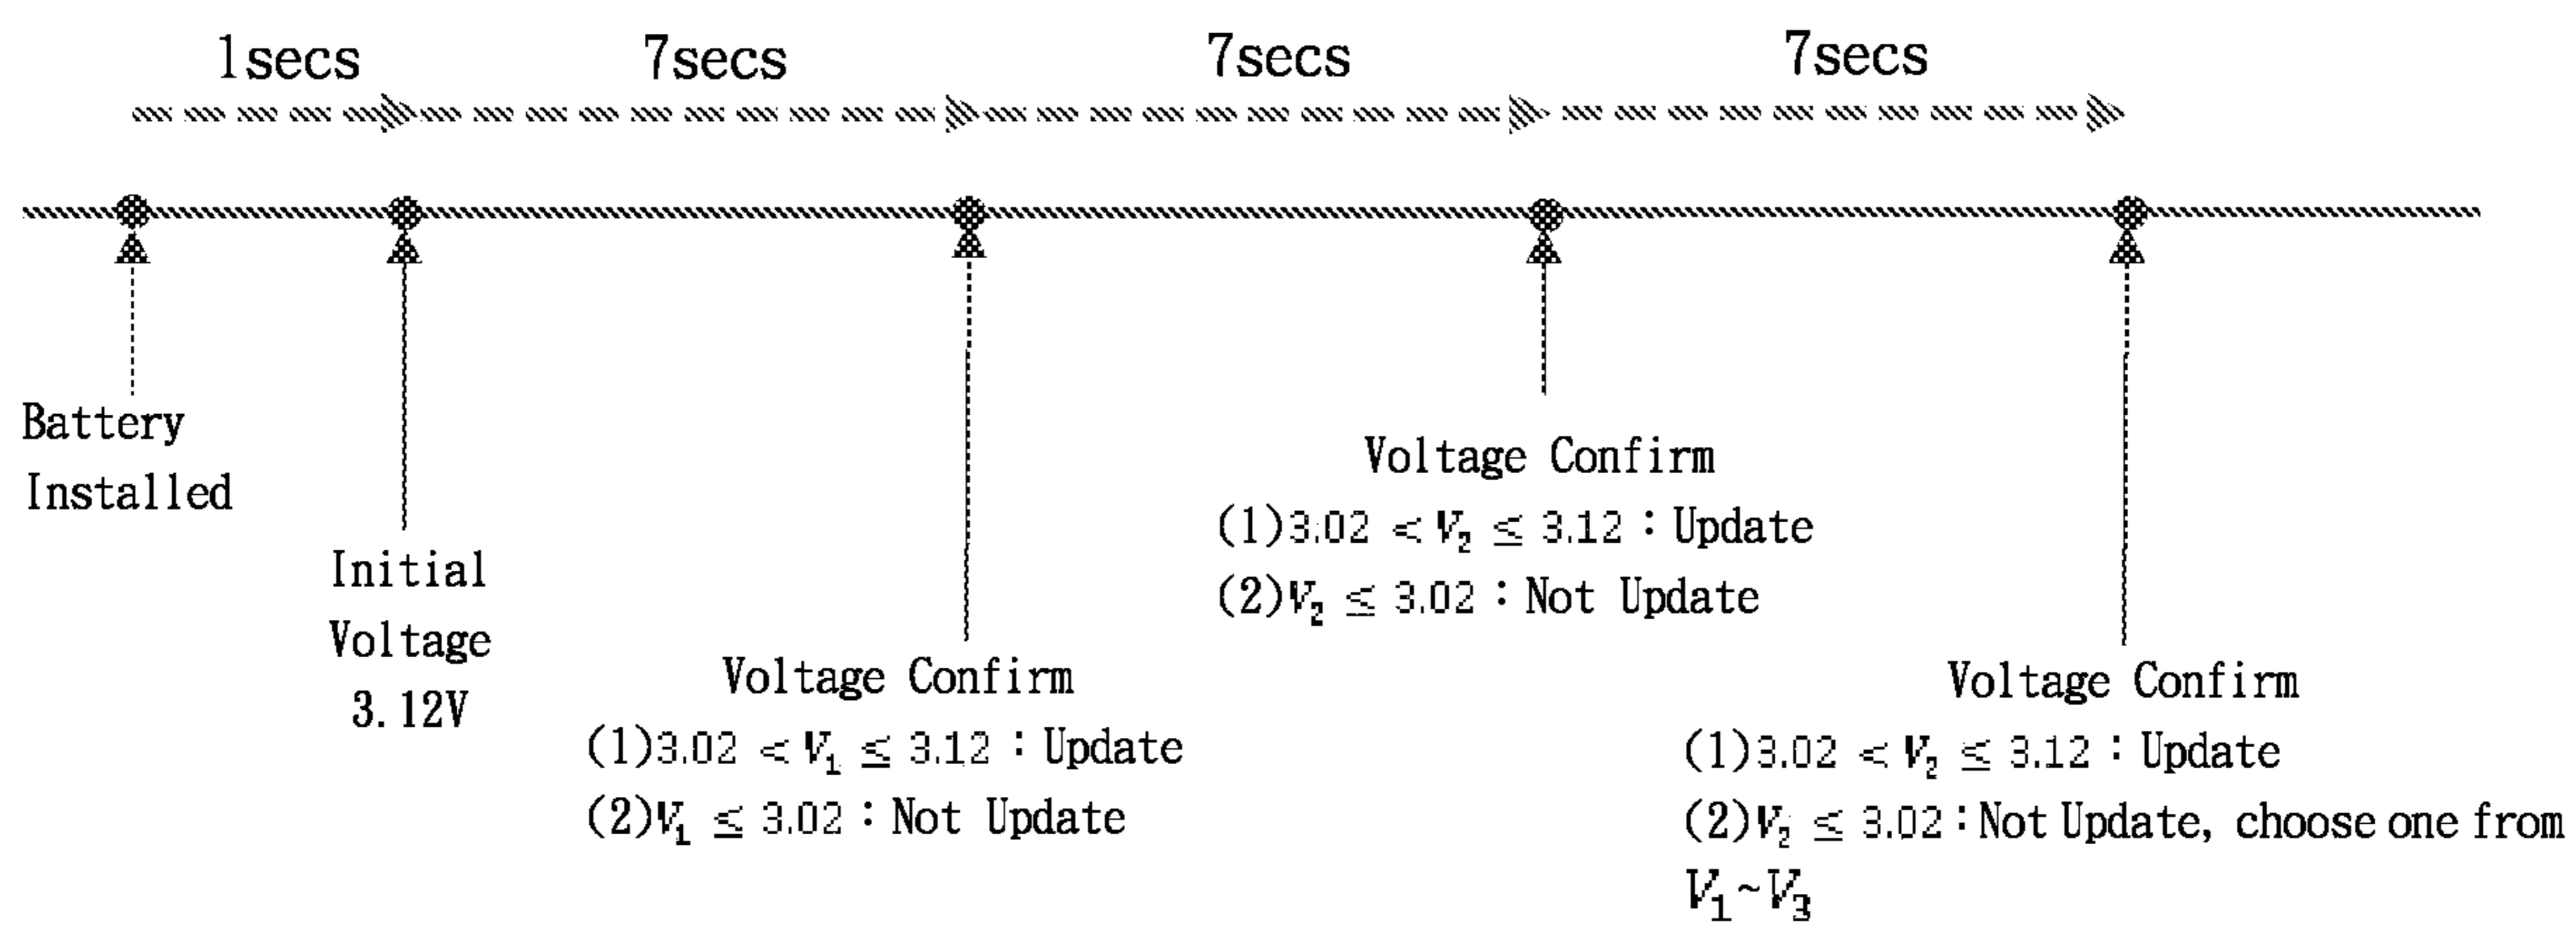 1secs
7secs
7secs
7secs
Battery
Installed
Initial
Voltage
3.12V
Voltage Confirm
(1)3.02 < V₁ ≤ 3.12 : Update
(2)V₁ ≤ 3.02 : Not Update
Voltage Confirm
(1)3.02 < V₂ ≤ 3.12 : Update
(2)V₂ ≤ 3.02 : Not Update
Voltage Confirm
(1)3.02 < V₂ ≤ 3.12 : Update
(2)V₂ ≤ 3.02 : Not Update, choose one from
V₁~V₃